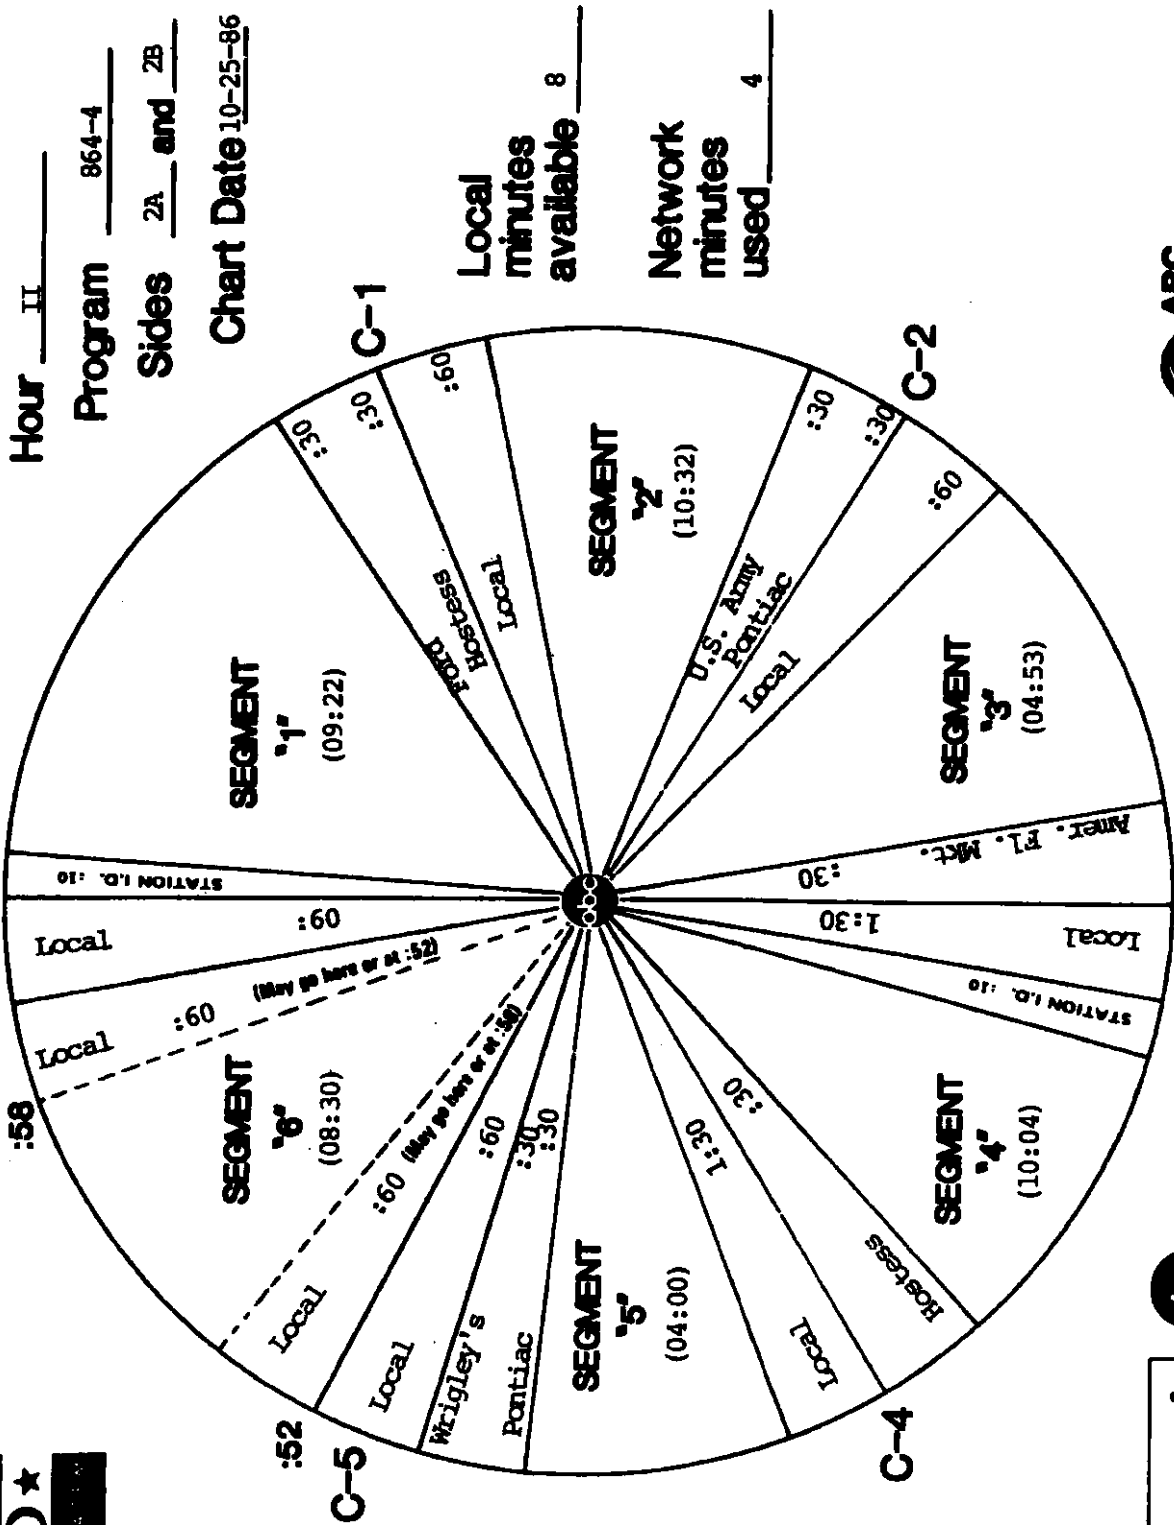 Hour II
Program 864-4
Sides 2A and 2B
Chart Date 10-25-86
Local
minutes
available 8
Network
minutes
used 4
STATION I.D. :10
SEGMENT
"1"
(09:22)
Ford :30
Hostess :30
C-1
Local :60
SEGMENT
"2"
(10:32)
U.S. Army :30
Pontiac :30
C-2
Local :60
SEGMENT
"3"
(04:53)
Amer. Fl. Mkt. :30
Local 1:30
STATION I.D. :10
SEGMENT
"4"
(10:04)
Hostess :30
C-4
Local 1:30
SEGMENT
"5"
(04:00)
Pontiac :30
Wrigley's :30
C-5
Local :60
:52
Local :60 (May go here or at :58)
SEGMENT
"6"
(08:30)
:58
Local :60 (May go here or at :52)
Local :60
abc
ABC